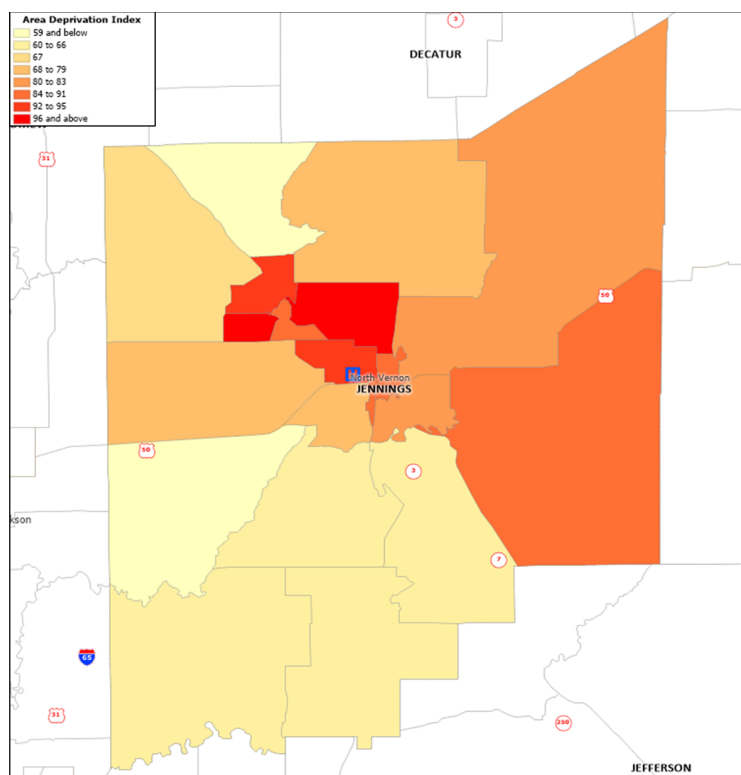 Area Deprivation Index
59 and below
60 to 66
67
68 to 79
80 to 83
84 to 91
92 to 95
96 and above
3
DECATUR
31
50
North Vernon
JENNINGS
50
3
kson
7
65
31
250
JEFFERSON